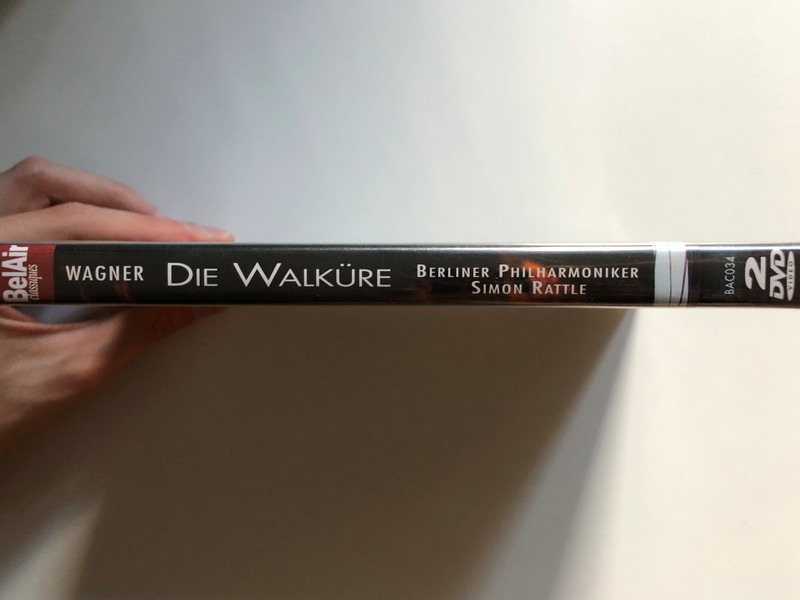 BelAir
classiques
WAGNER
DIE WALKÜRE
BERLINER PHILHARMONIKER
SIMON RATTLE
BAC034
2
DVD
VIDEO